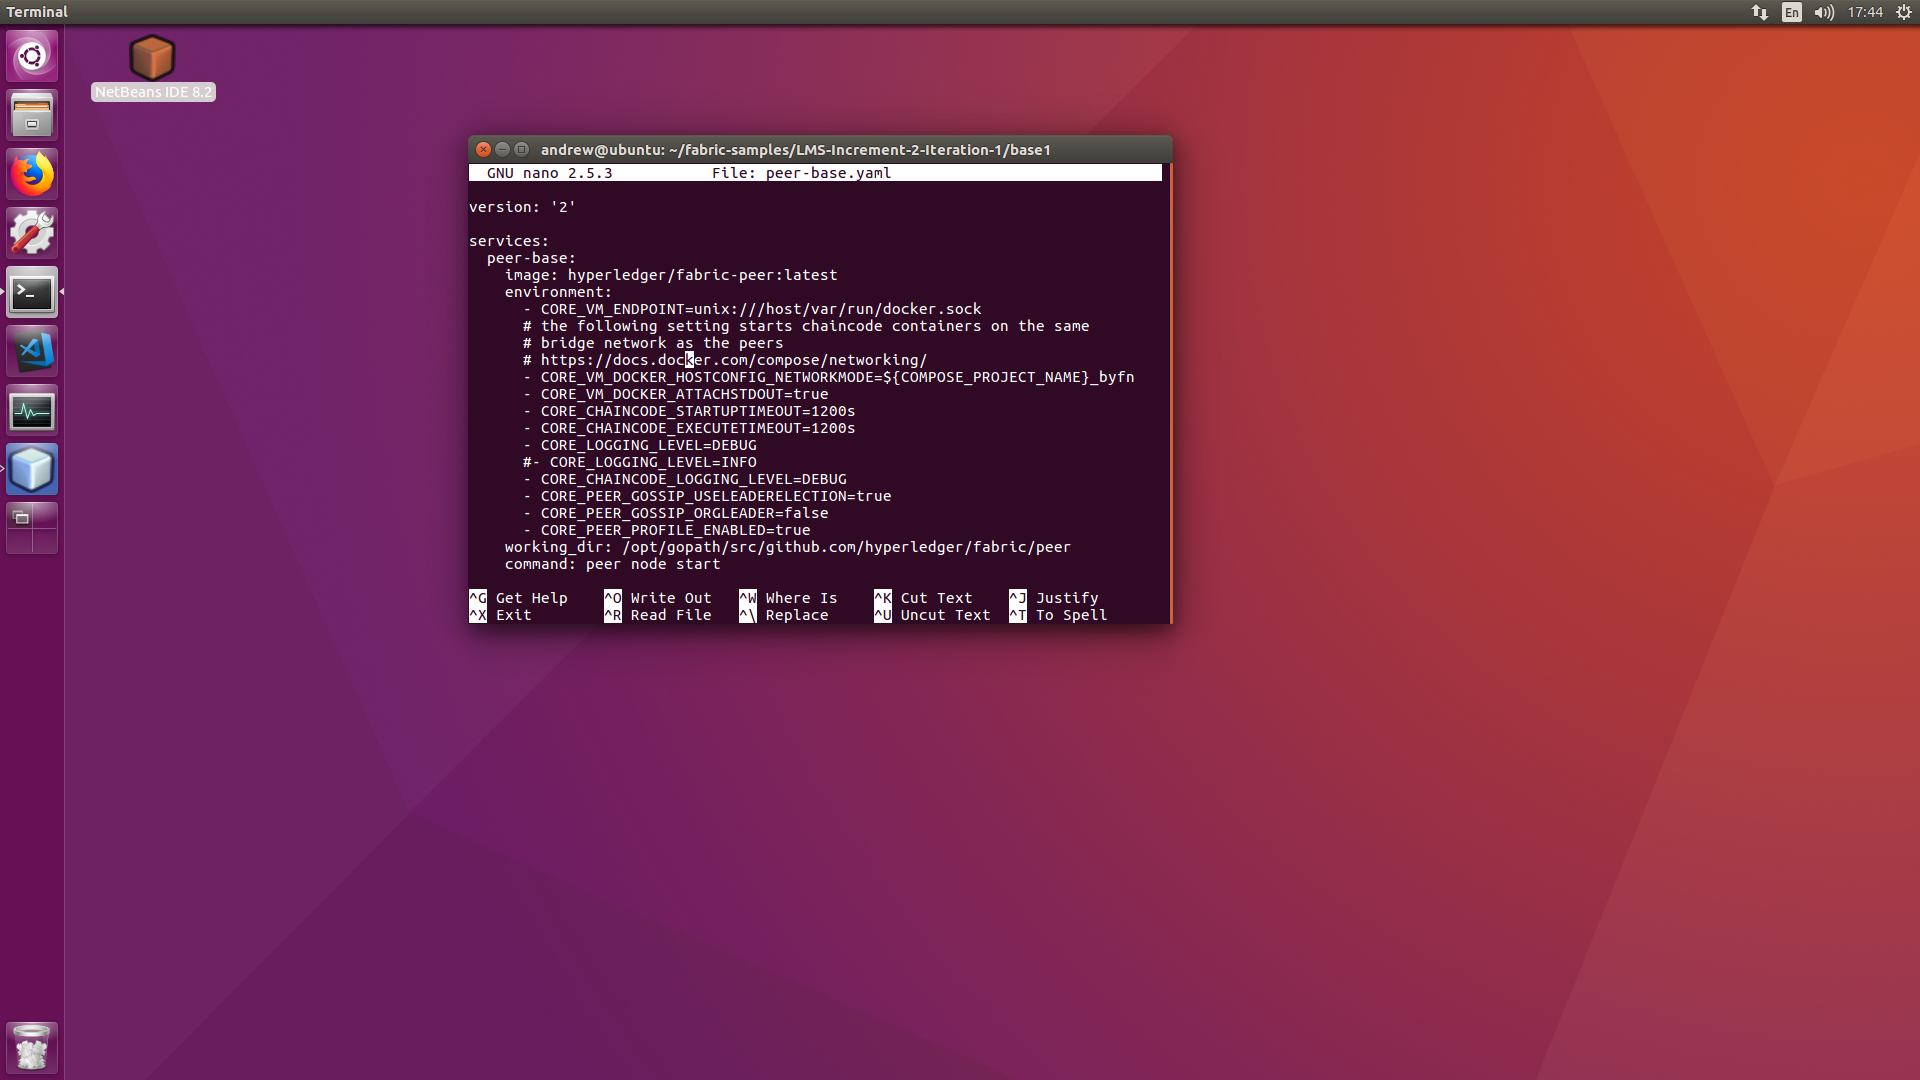 Terminal
En
17:44
NetBeans IDE 8.2
andrew@ubuntu: ~/fabric-samples/LMS-Increment-2-Iteration-1/base1
GNU nano 2.5.3 File: peer-base.yaml
version: '2'
services:
  peer-base:
    image: hyperledger/fabric-peer:latest
    environment:
      - CORE_VM_ENDPOINT=unix:///host/var/run/docker.sock
      # the following setting starts chaincode containers on the same
      # bridge network as the peers
      # https://docs.docker.com/compose/networking/
      - CORE_VM_DOCKER_HOSTCONFIG_NETWORKMODE=${COMPOSE_PROJECT_NAME}_byfn
      - CORE_VM_DOCKER_ATTACHSTDOUT=true
      - CORE_CHAINCODE_STARTUPTIMEOUT=1200s
      - CORE_CHAINCODE_EXECUTETIMEOUT=1200s
      - CORE_LOGGING_LEVEL=DEBUG
      #- CORE_LOGGING_LEVEL=INFO
      - CORE_CHAINCODE_LOGGING_LEVEL=DEBUG
      - CORE_PEER_GOSSIP_USELEADERELECTION=true
      - CORE_PEER_GOSSIP_ORGLEADER=false
      - CORE_PEER_PROFILE_ENABLED=true
    working_dir: /opt/gopath/src/github.com/hyperledger/fabric/peer
    command: peer node start
^G Get Help ^O Write Out ^W Where Is ^K Cut Text ^J Justify
^X Exit ^R Read File ^\ Replace ^U Uncut Text ^T To Spell